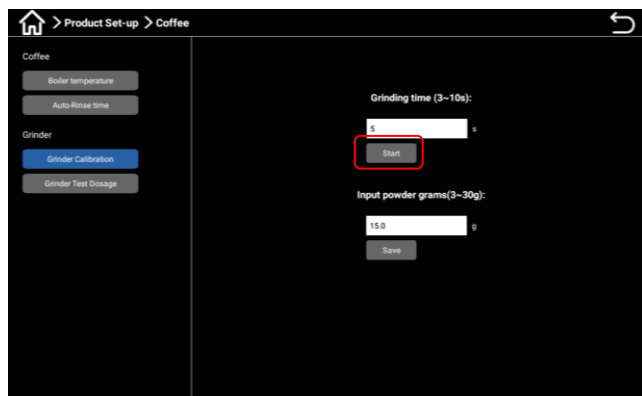 > Product Set-up > Coffee
Coffee
Boiler temperature
Auto-Rinse time
Grinder
Grinder Calibration
Grinder Test Dosage
Grinding time (3~10s):
5 s
Start
Input powder grams(3~30g):
15.0 g
Save